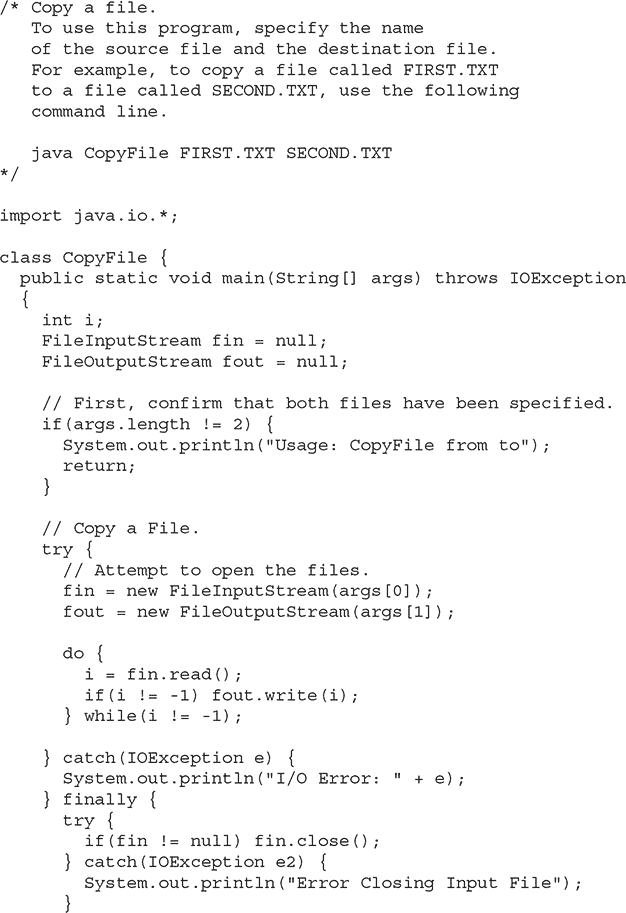 /* Copy a file.
   To use this program, specify the name
   of the source file and the destination file.
   For example, to copy a file called FIRST.TXT
   to a file called SECOND.TXT, use the following
   command line.

   java CopyFile FIRST.TXT SECOND.TXT
*/

import java.io.*;

class CopyFile {
  public static void main(String[] args) throws IOException
  {
    int i;
    FileInputStream fin = null;
    FileOutputStream fout = null;

    // First, confirm that both files have been specified.
    if(args.length != 2) {
      System.out.println("Usage: CopyFile from to");
      return;
    }

    // Copy a File.
    try {
      // Attempt to open the files.
      fin = new FileInputStream(args[0]);
      fout = new FileOutputStream(args[1]);

      do {
        i = fin.read();
        if(i != -1) fout.write(i);
      } while(i != -1);

    } catch(IOException e) {
      System.out.println("I/O Error: " + e);
    } finally {
      try {
        if(fin != null) fin.close();
      } catch(IOException e2) {
        System.out.println("Error Closing Input File");
      }